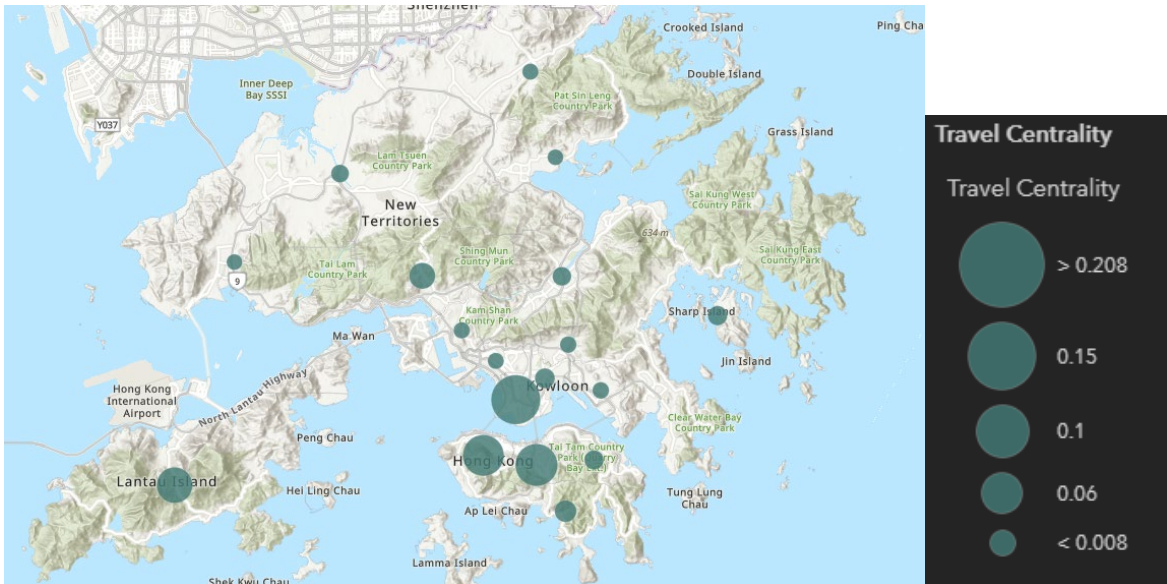 Shenzhen
Crooked Island
Ping Cha
Double Island
Inner Deep
Bay SSSI
Pat Sin Leng
Country Park
Y037
Grass Island
Lam Tsuen
Country Park
Sai Kung West
Country Park
New
Territories
634 m
Sai Kung East
Country Park
Shing Mun
Country Park
Tai Lam
Country Park
9
Kam Shan
Country Park
Sharp Island
Ma Wan
Jin Island
Hong Kong
International
Airport
North Lantau Highway
Kowloon
Clear Water Bay
Country Park
Peng Chau
Tai Tam Country
Hong Kong
Lantau Island
Hei Ling Chau
Tung Lung
Chau
Ap Lei Chau
Lamma Island
Shek Kwu Chau
Travel Centrality
Travel Centrality
> 0.208
0.15
0.1
0.06
< 0.008